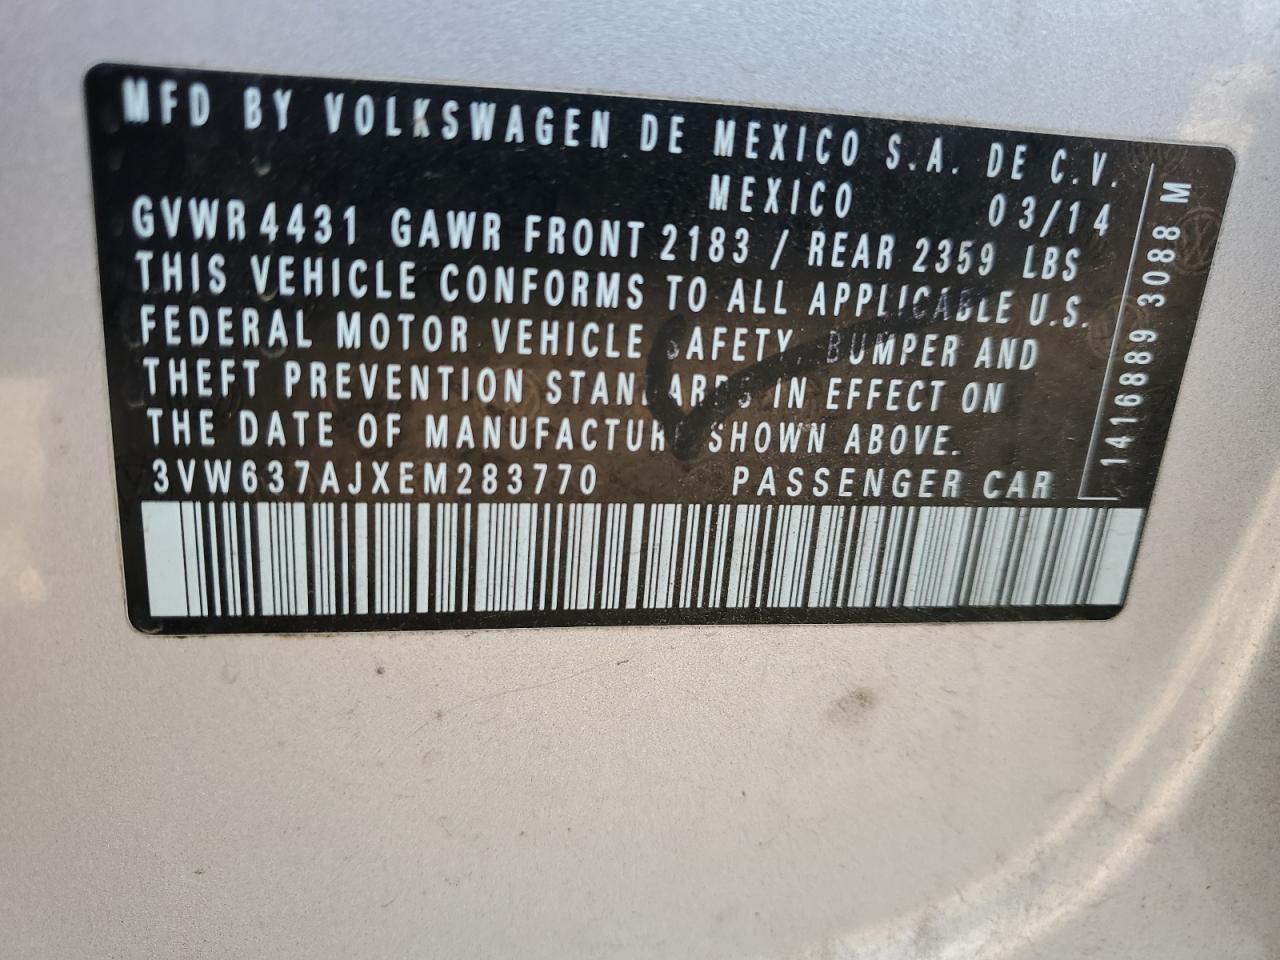 MFD BY VOLKSWAGEN DE MEXICO S.A. DE C.V.
MEXICO 03/14
GVWR 4431 GAWR FRONT 2183 / REAR 2359 LBS
THIS VEHICLE CONFORMS TO ALL APPLICABLE U.S.
FEDERAL MOTOR VEHICLE SAFETY, BUMPER AND
THEFT PREVENTION STANDARDS IN EFFECT ON
THE DATE OF MANUFACTURE SHOWN ABOVE.
3VW637AJXEM283770 PASSENGER CAR
1416889 3088 M